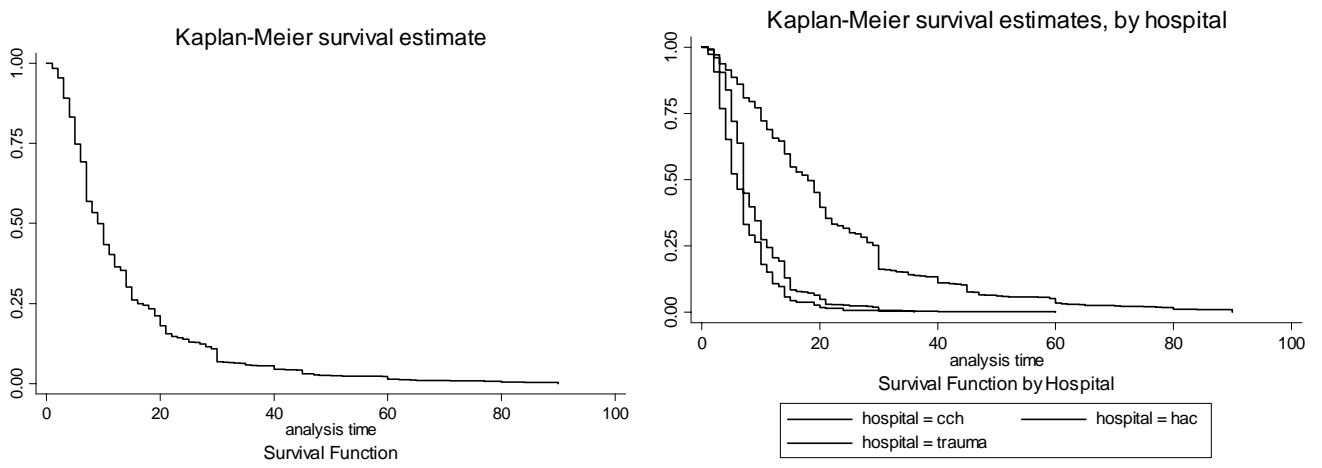 Kaplan-Meier survival estimate
1.00
0.75
0.50
0.25
0.00
0 20 40 60 80 100
analysis time
Survival Function
Kaplan-Meier survival estimates, by hospital
1.00
0.75
0.50
0.25
0.00
0 20 40 60 80 100
analysis time
Survival Function by Hospital
hospital = cch hospital = hac
hospital = trauma